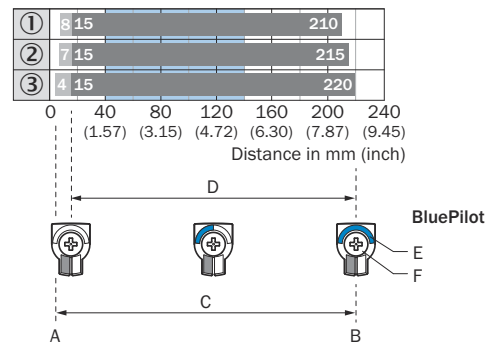 ① 8 15 210
② 7 15 215
③ 4 15 220
0 40 80 120 160 200 240
(1.57) (3.15) (4.72) (6.30) (7.87) (9.45)
Distance in mm (inch)
D
BluePilot
E
F
C
A B